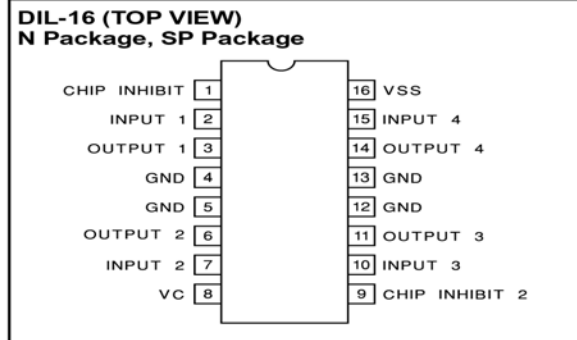 DIL-16 (TOP VIEW)
N Package, SP Package
CHIP INHIBIT 1
INPUT 1 2
OUTPUT 1 3
GND 4
GND 5
OUTPUT 2 6
INPUT 2 7
VC 8
16 VSS
15 INPUT 4
14 OUTPUT 4
13 GND
12 GND
11 OUTPUT 3
10 INPUT 3
9 CHIP INHIBIT 2